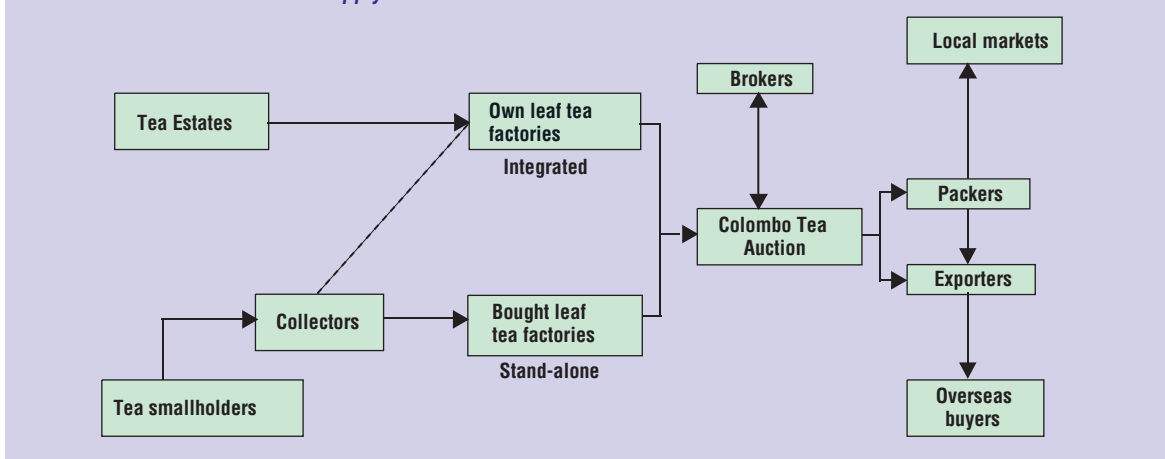 Local markets
Brokers
Own leaf tea
factories
Tea Estates
Integrated
Packers
Colombo Tea
Auction
Exporters
Bought leaf
tea factories
Collectors
Stand-alone
Tea smallholders
Overseas
buyers